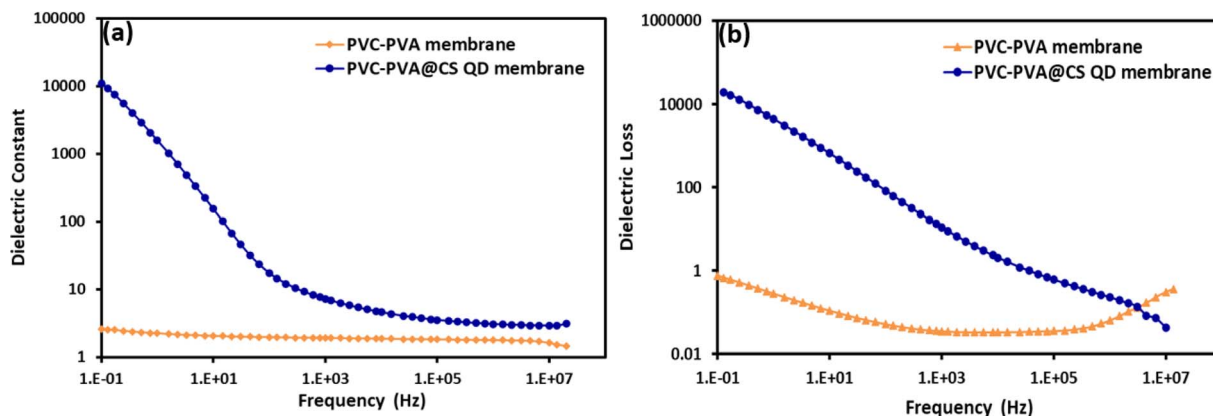 (a)
PVC-PVA membrane
PVC-PVA@CS QD membrane
Dielectric Constant
100000
10000
1000
100
10
1
1.E-01 1.E+01 1.E+03 1.E+05 1.E+07
Frequency (Hz)
(b)
PVC-PVA membrane
PVC-PVA@CS QD membrane
Dielectric Loss
1000000
10000
100
1
0.01
1.E-01 1.E+01 1.E+03 1.E+05 1.E+07
Frequency (Hz)